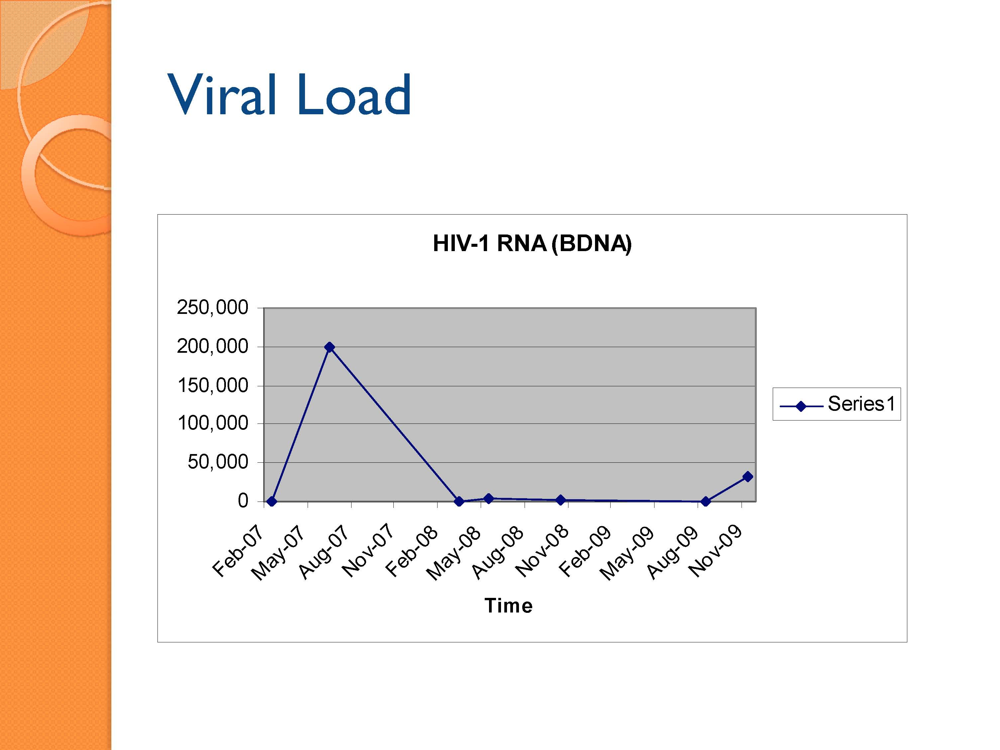 Viral Load
HIV-1 RNA (BDNA)
250,000
200,000
150,000
100,000
50,000
0
Series1
Feb-07
May-07
Aug-07
Nov-07
Feb-08
May-08
Aug-08
Nov-08
Feb-09
May-09
Aug-09
Nov-09
Time